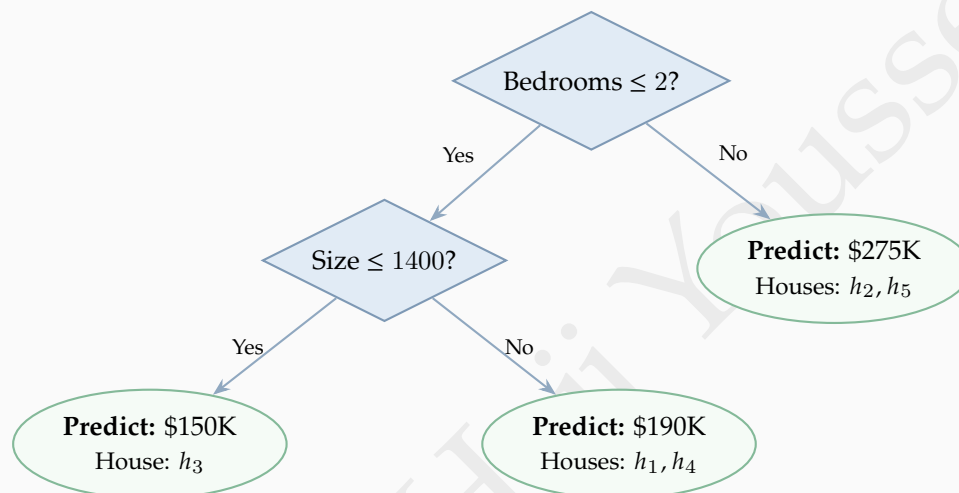 Bedrooms ≤ 2?
Yes
No
Size ≤ 1400?
Predict: $275K
Houses: h₂, h₅
Yes
No
Predict: $150K
House: h₃
Predict: $190K
Houses: h₁, h₄